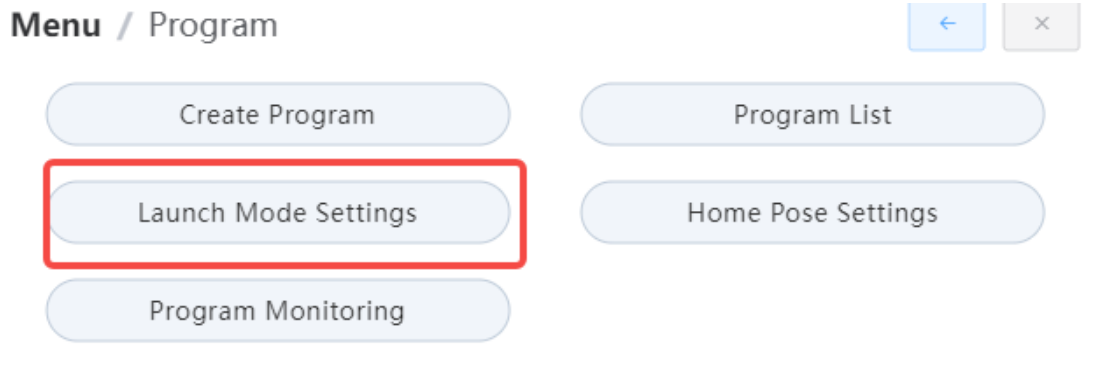 Menu / Program
Create Program
Program List
Launch Mode Settings
Home Pose Settings
Program Monitoring